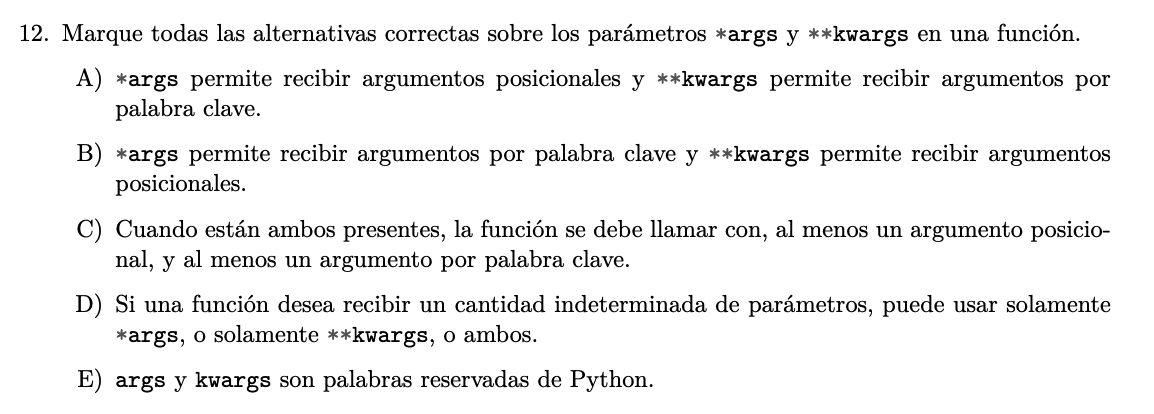 12. Marque todas las alternativas correctas sobre los parámetros *args y **kwargs en una función.
A) *args permite recibir argumentos posicionales y **kwargs permite recibir argumentos por
palabra clave.
B) *args permite recibir argumentos por palabra clave y **kwargs permite recibir argumentos
posicionales.
C) Cuando están ambos presentes, la función se debe llamar con, al menos un argumento posicio-
nal, y al menos un argumento por palabra clave.
D) Si una función desea recibir un cantidad indeterminada de parámetros, puede usar solamente
*args, o solamente **kwargs, o ambos.
E) args y kwargs son palabras reservadas de Python.